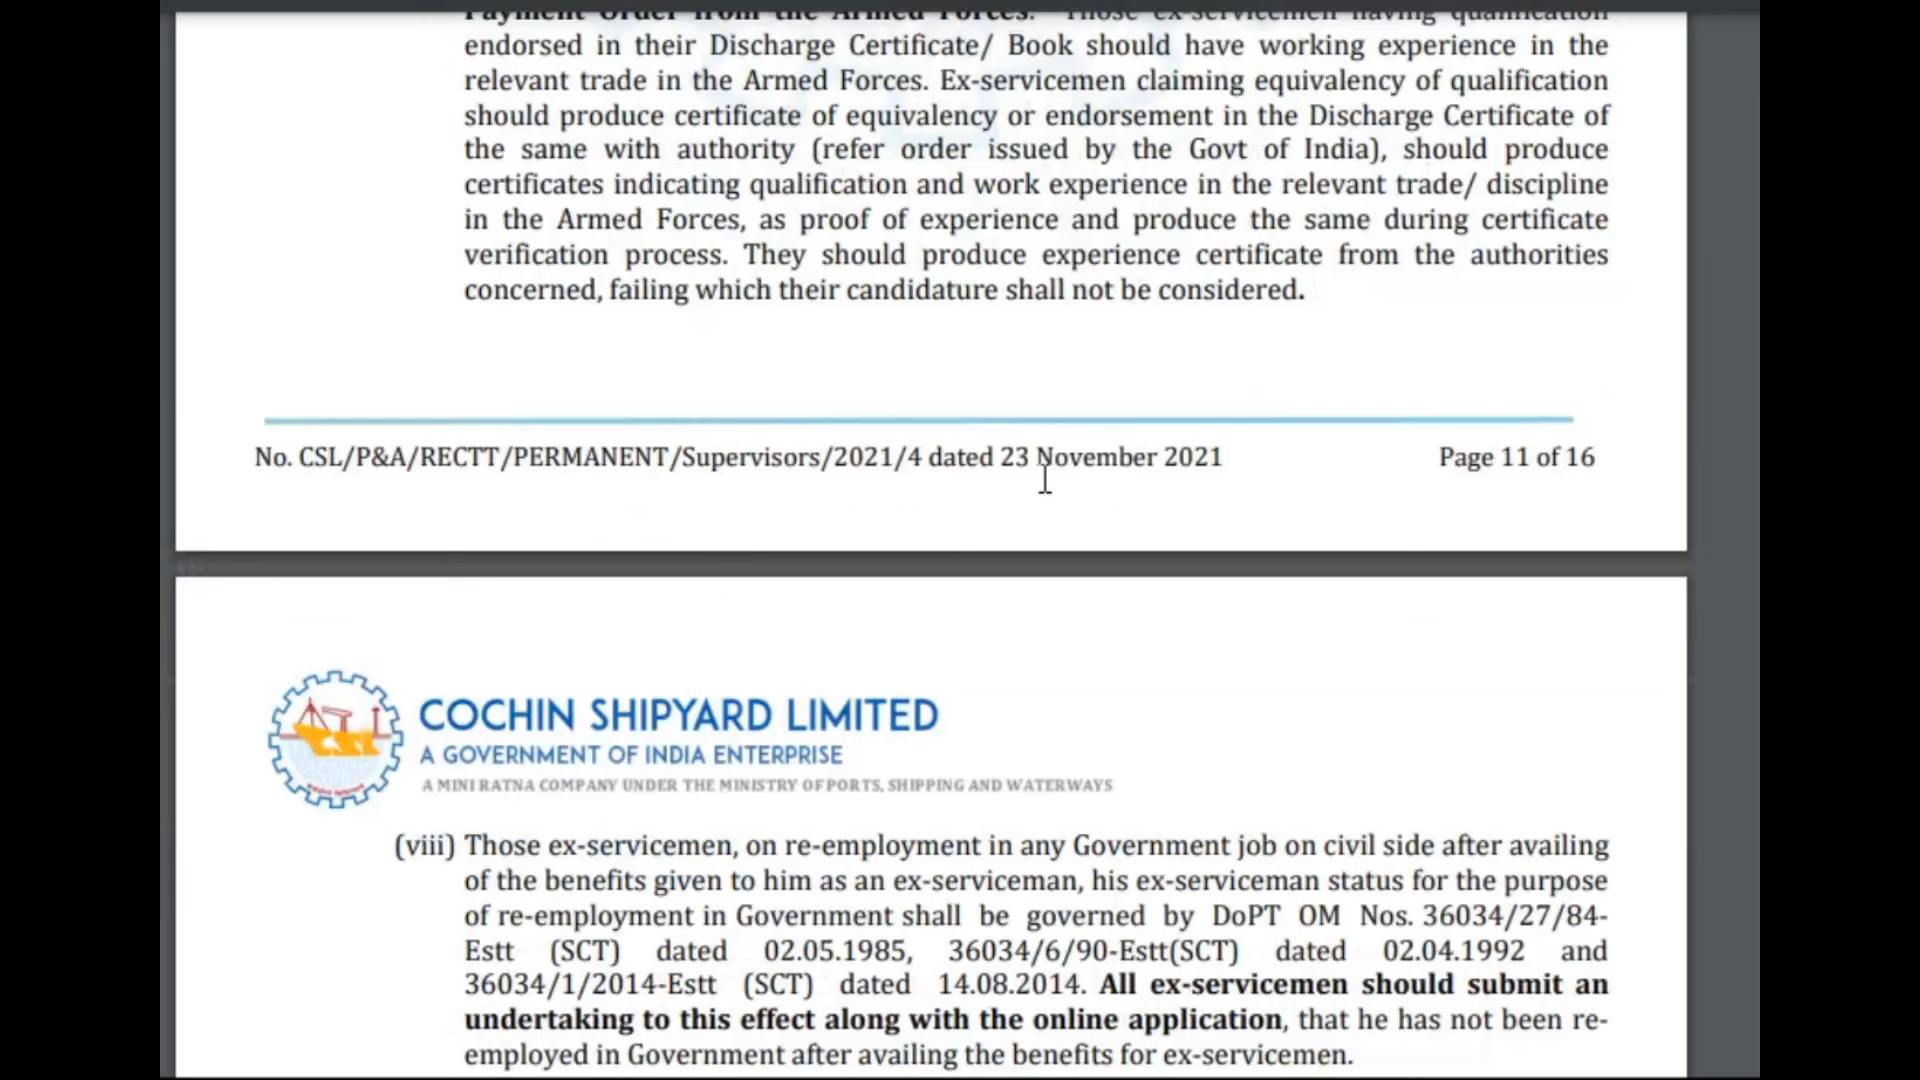 Payment Order from the Armed Forces. Those ex-servicemen having qualification
endorsed in their Discharge Certificate/ Book should have working experience in the
relevant trade in the Armed Forces. Ex-servicemen claiming equivalency of qualification
should produce certificate of equivalency or endorsement in the Discharge Certificate of
the same with authority (refer order issued by the Govt of India), should produce
certificates indicating qualification and work experience in the relevant trade/ discipline
in the Armed Forces, as proof of experience and produce the same during certificate
verification process. They should produce experience certificate from the authorities
concerned, failing which their candidature shall not be considered.
No. CSL/P&A/RECTT/PERMANENT/Supervisors/2021/4 dated 23 November 2021 Page 11 of 16
COCHIN SHIPYARD LIMITED
A GOVERNMENT OF INDIA ENTERPRISE
A MINI RATNA COMPANY UNDER THE MINISTRY OF PORTS, SHIPPING AND WATERWAYS
(viii) Those ex-servicemen, on re-employment in any Government job on civil side after availing
of the benefits given to him as an ex-serviceman, his ex-serviceman status for the purpose
of re-employment in Government shall be governed by DoPT OM Nos. 36034/27/84-
Estt (SCT) dated 02.05.1985, 36034/6/90-Estt(SCT) dated 02.04.1992 and
36034/1/2014-Estt (SCT) dated 14.08.2014. All ex-servicemen should submit an
undertaking to this effect along with the online application, that he has not been re-
employed in Government after availing the benefits for ex-servicemen.